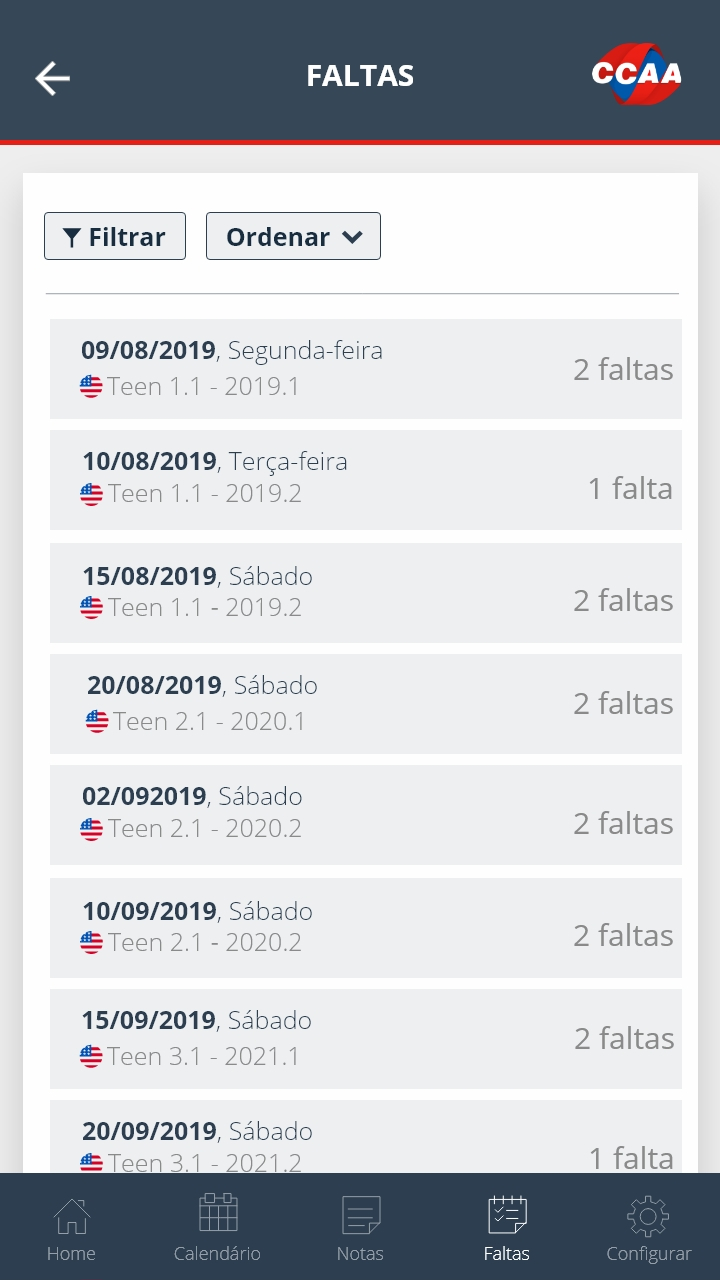 FALTAS
CCAA
Filtrar
Ordenar
09/08/2019, Segunda-feira
Teen 1.1 - 2019.1
2 faltas
10/08/2019, Terça-feira
Teen 1.1 - 2019.2
1 falta
15/08/2019, Sábado
Teen 1.1 - 2019.2
2 faltas
20/08/2019, Sábado
Teen 2.1 - 2020.1
2 faltas
02/092019, Sábado
Teen 2.1 - 2020.2
2 faltas
10/09/2019, Sábado
Teen 2.1 - 2020.2
2 faltas
15/09/2019, Sábado
Teen 3.1 - 2021.1
2 faltas
20/09/2019, Sábado
Teen 3.1 - 2021.2
1 falta
Home
Calendário
Notas
Faltas
Configurar